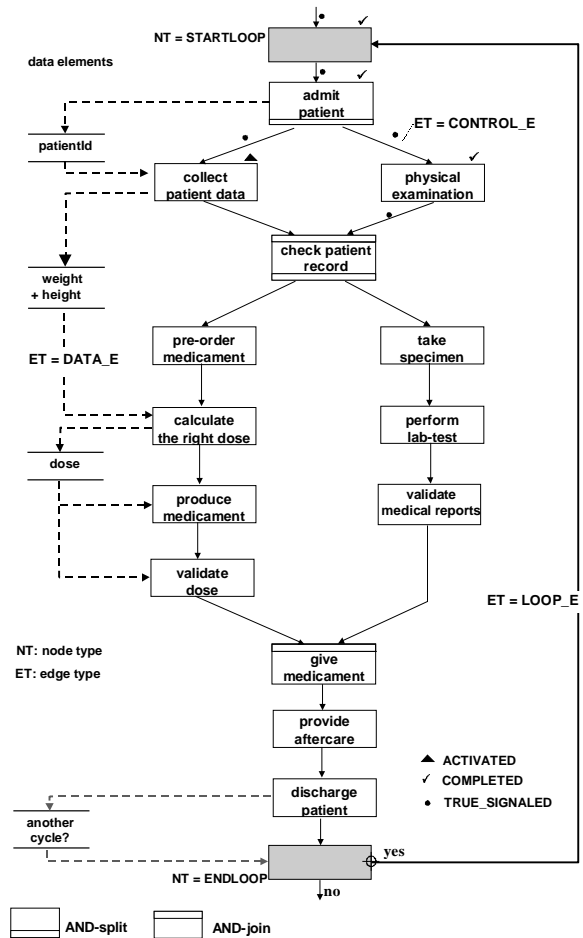 NT = STARTLOOP
data elements
admit
patient
ET = CONTROL_E
patientId
collect
patient data
physical
examination
check patient
record
weight
+ height
pre-order
medicament
take
specimen
ET = DATA_E
calculate
the right dose
perform
lab-test
dose
produce
medicament
validate
medical reports
validate
dose
ET = LOOP_E
NT: node type
ET: edge type
give
medicament
provide
aftercare
ACTIVATED
COMPLETED
TRUE_SIGNALED
discharge
patient
another
cycle?
yes
NT = ENDLOOP
no
AND-split
AND-join